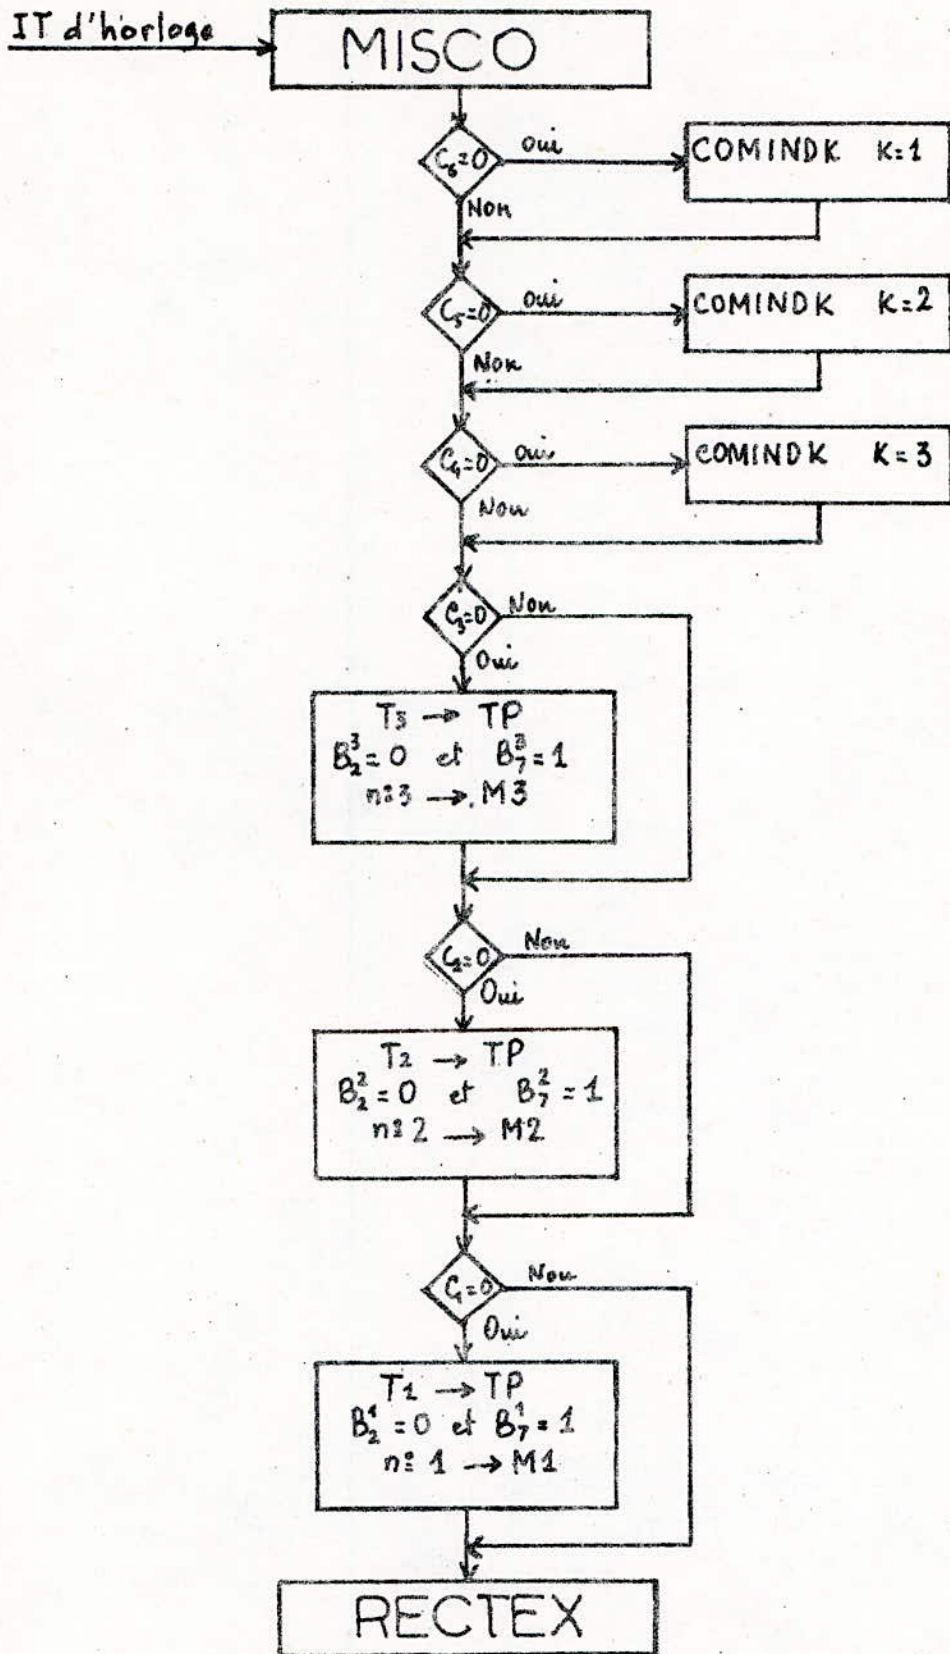 IT d'horloge
MISCO
C₆=0
Oui
COMINDK K=1
Non
C₅=0
Oui
COMINDK K=2
Non
C₄=0
Oui
COMINDK K=3
Non
C₃=0
Non
Oui
T3 → TP
B₂³=0 et B₇³=1
n° 3 → M3
C₂=0
Non
Oui
T2 → TP
B₂²=0 et B₇²=1
n° 2 → M2
C₁=0
Non
Oui
T1 → TP
B₂¹=0 et B₇¹=1
n° 1 → M1
RECTEX